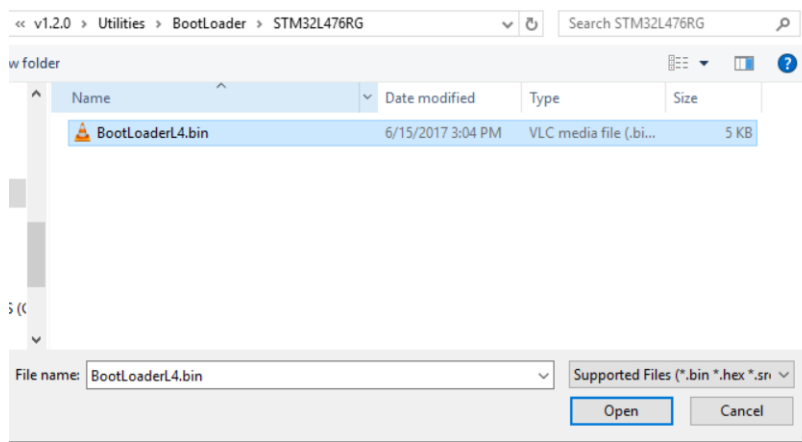 « v1.2.0 > Utilities > BootLoader > STM32L476RG Search STM32L476RG
w folder
Name Date modified Type Size
BootLoaderL4.bin 6/15/2017 3:04 PM VLC media file (.bi... 5 KB
S (C
File name: BootLoaderL4.bin Supported Files (*.bin *.hex *.sr
Open Cancel